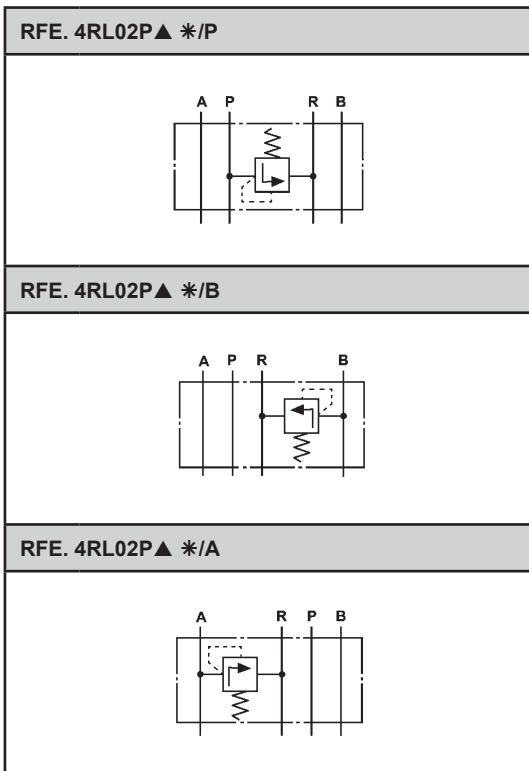 RFE. 4RL02P▲ ✳/P
A P R B
RFE. 4RL02P▲ ✳/B
A P R B
RFE. 4RL02P▲ ✳/A
A R P B